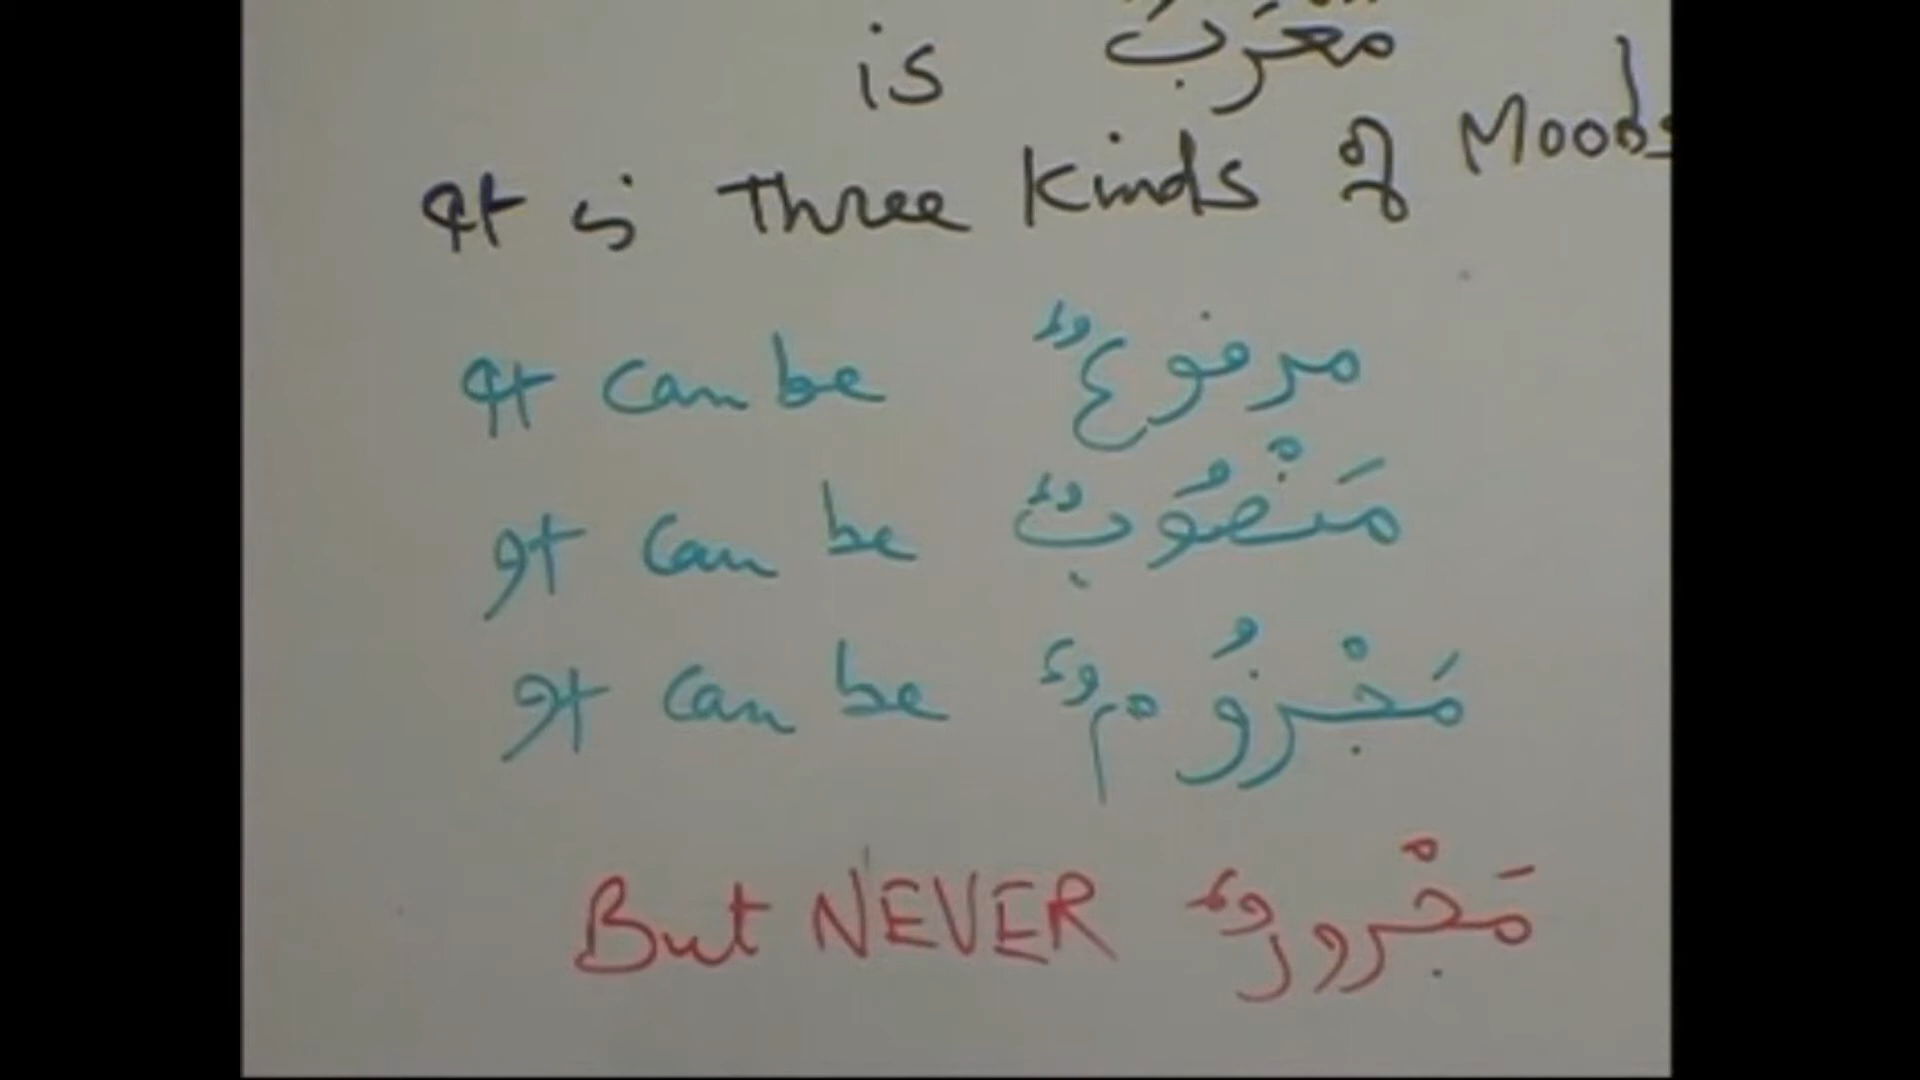 is مُعْرَبٌ
It is Three Kinds of Moods
It can be مرفوعٌ
It can be مَنْصُوبٌ
It can be مَجْزُومٌ
But NEVER مَجْرورٌ